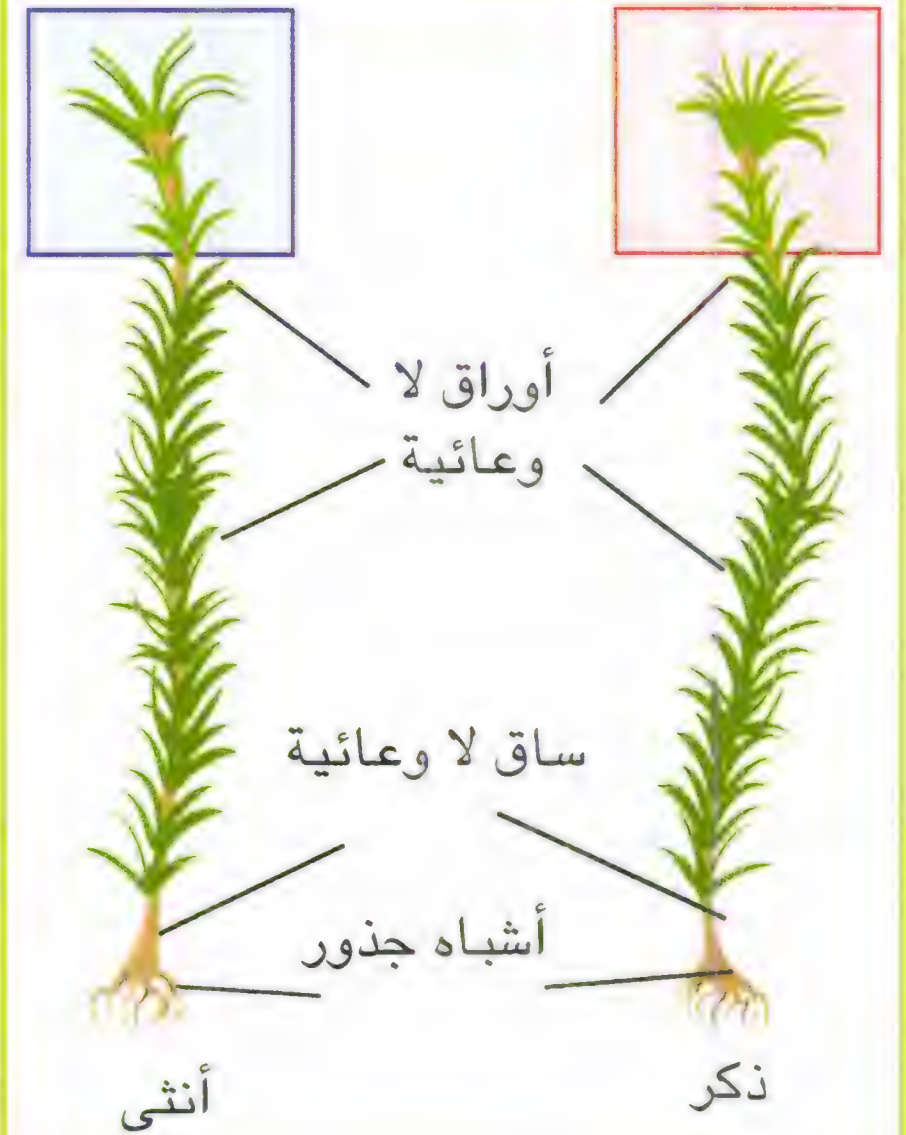 أوراق لا
وعائية
ساق لا وعائية
أشباه جذور
ذكر
أنثى